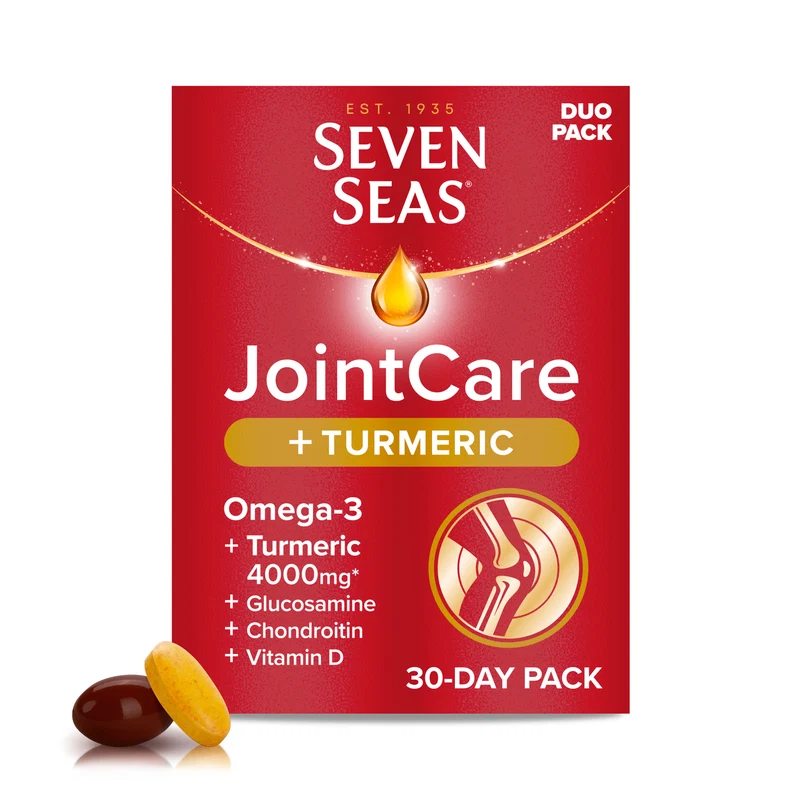 EST. 1935
SEVEN
SEAS®
DUO
PACK
JointCare
+ TURMERIC
Omega-3
+ Turmeric
4000mg*
+ Glucosamine
+ Chondroitin
+ Vitamin D
30-DAY PACK